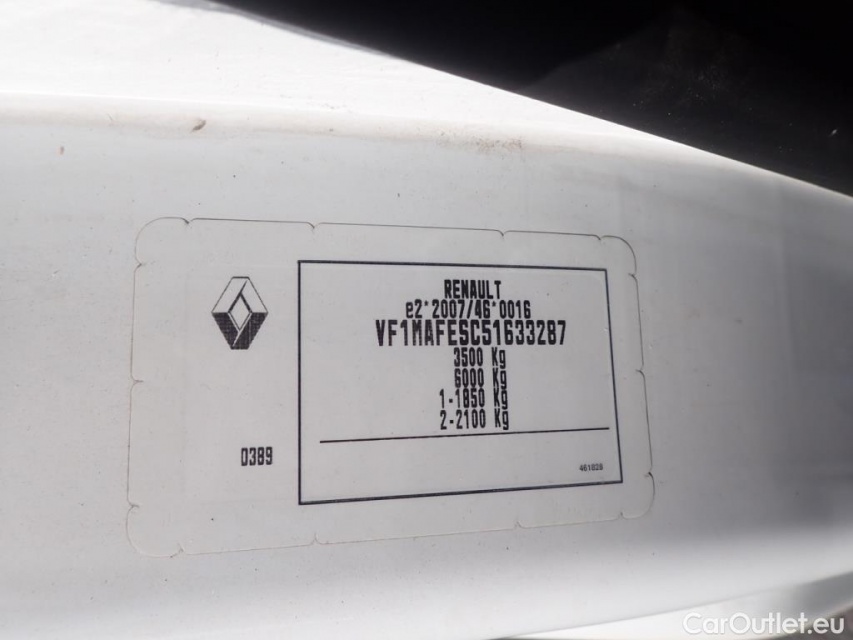 RENAULT
e2*2007/46*0016
VF1MAFESC51633287
3500 Kg
6000 Kg
1-1850 Kg
2-2100 Kg
0389
461028
CarOutlet.eu